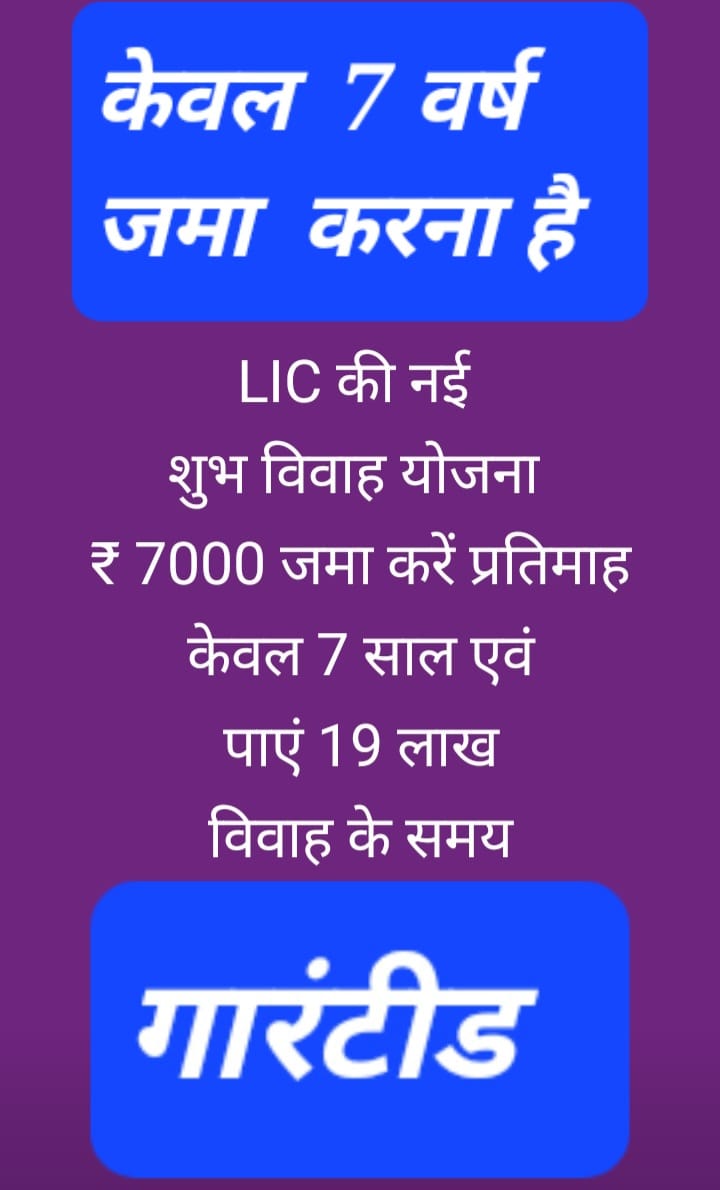 केवल 7 वर्ष
जमा करना है
LIC की नई
शुभ विवाह योजना
₹ 7000 जमा करें प्रतिमाह
केवल 7 साल एवं
पाएं 19 लाख
विवाह के समय
गारंटीड